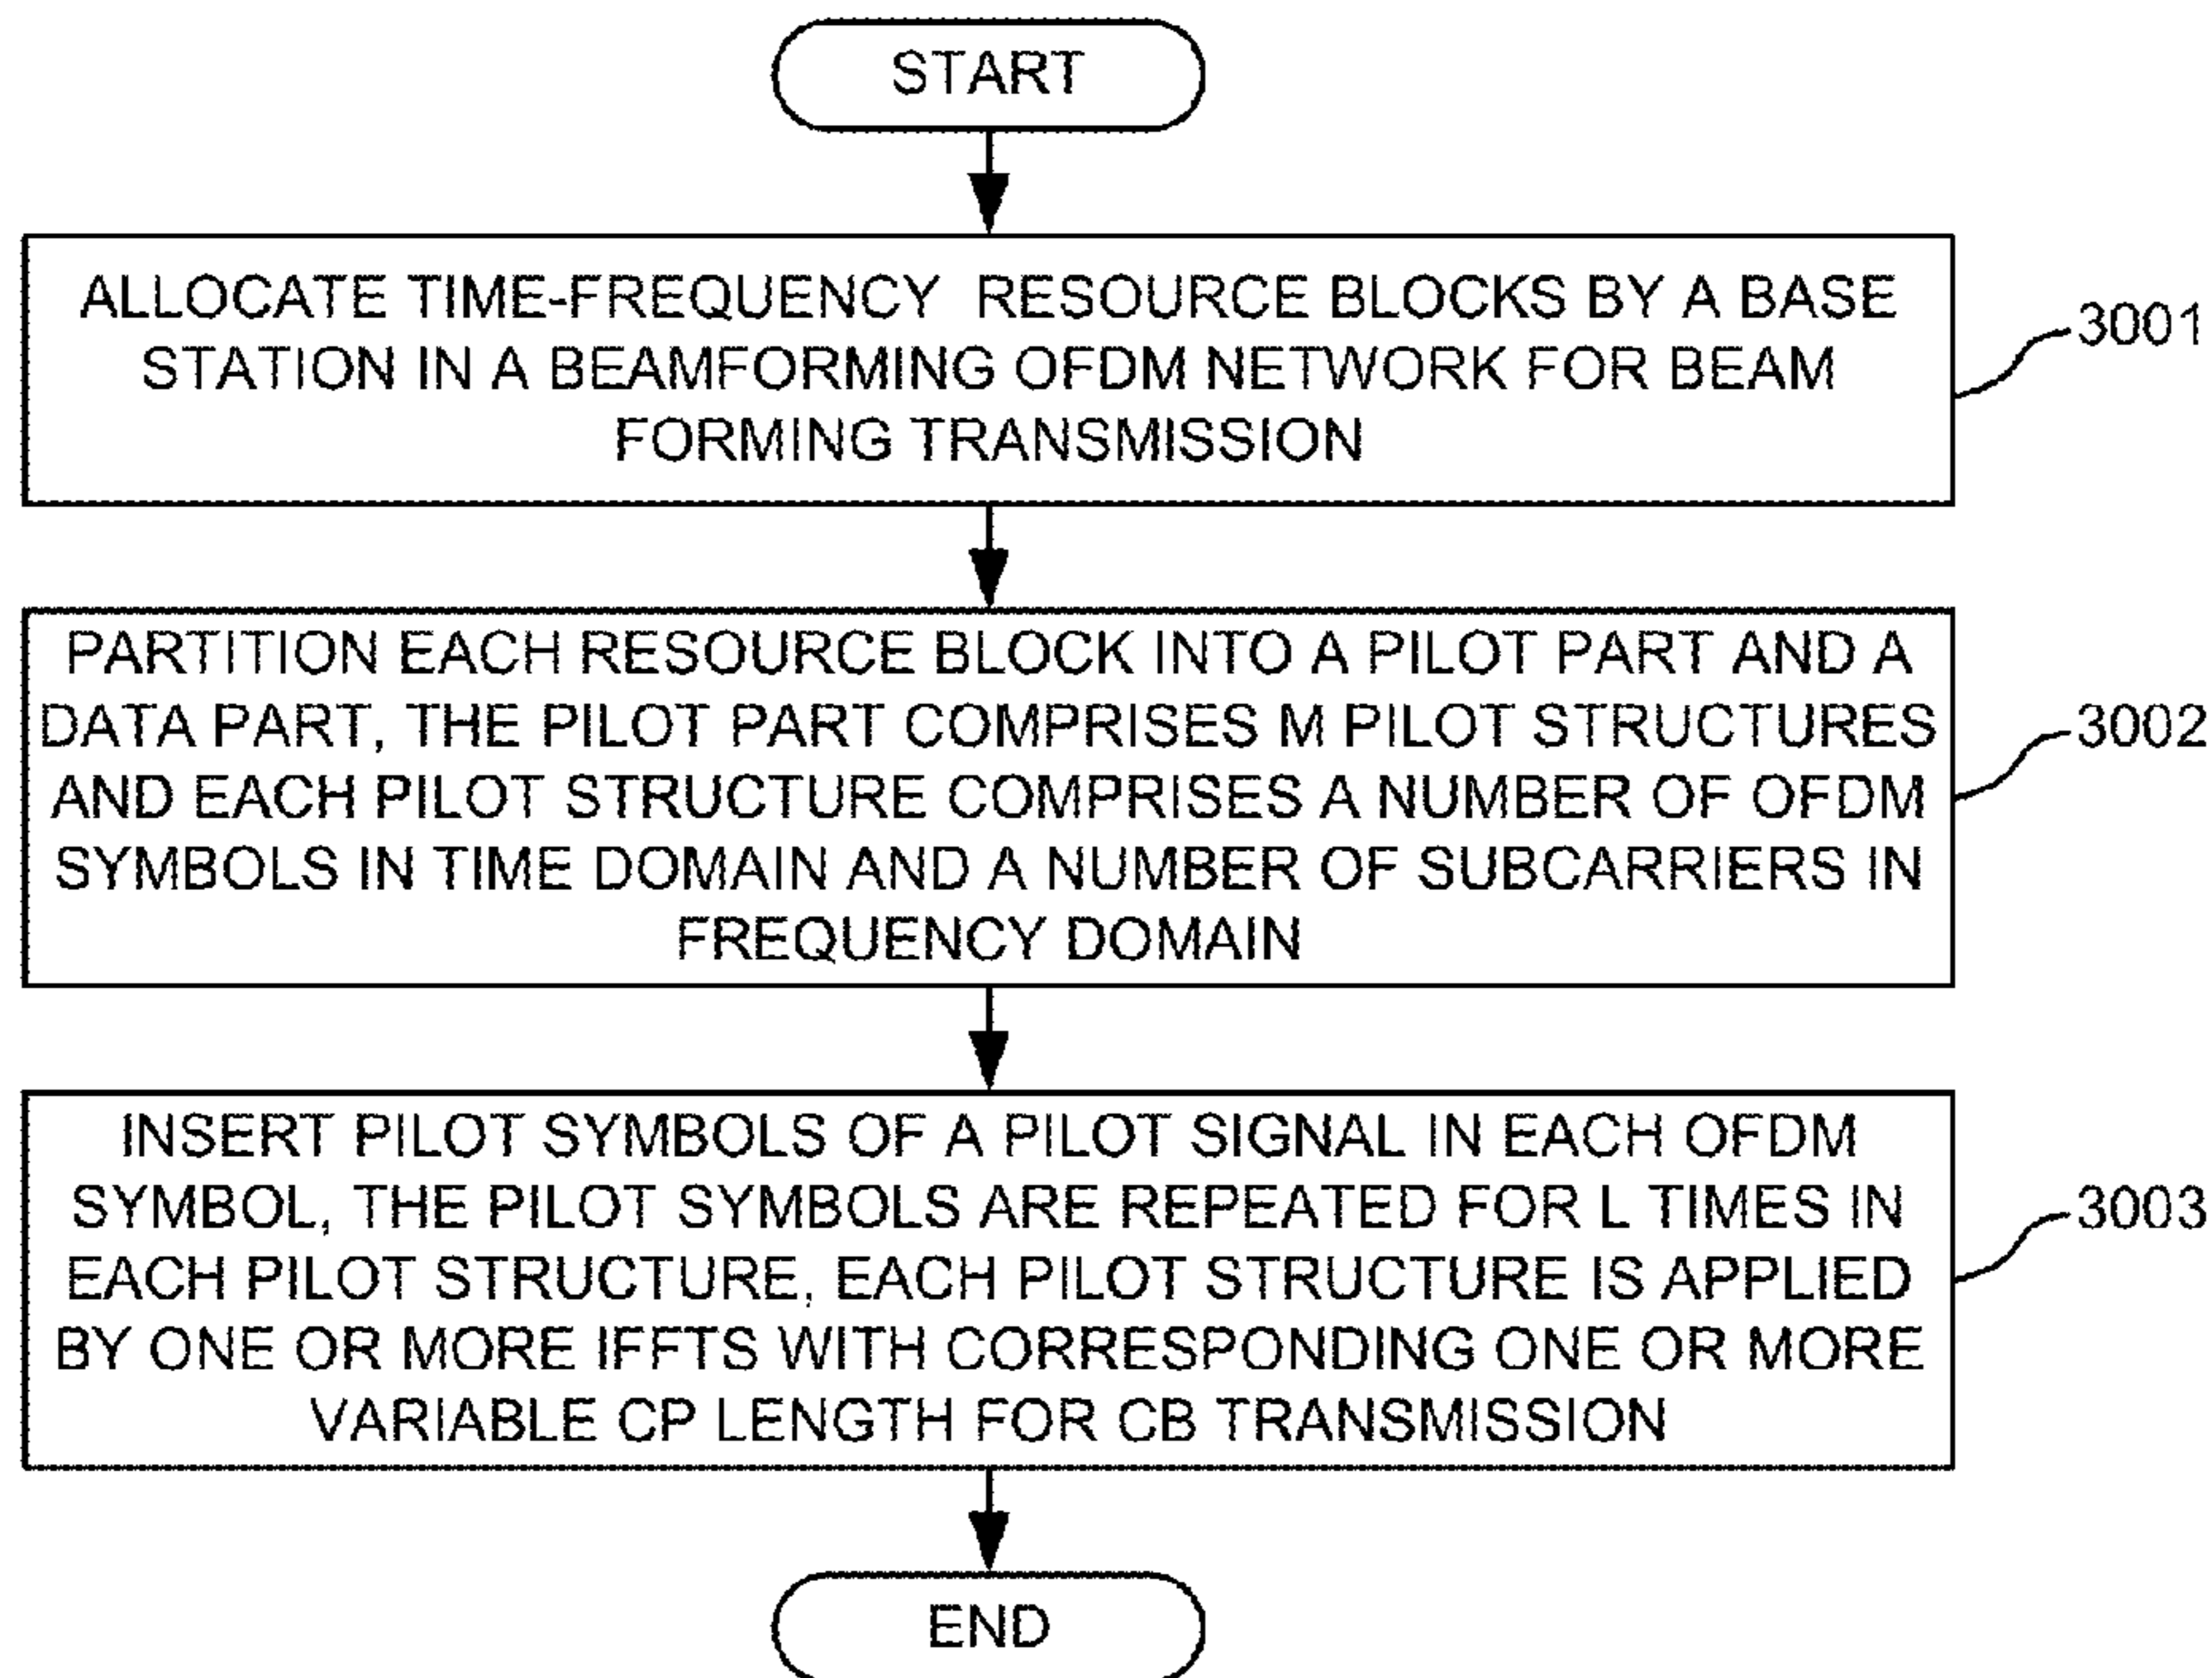 START
ALLOCATE TIME-FREQUENCY RESOURCE BLOCKS BY A BASE
STATION IN A BEAMFORMING OFDM NETWORK FOR BEAM
FORMING TRANSMISSION
3001
PARTITION EACH RESOURCE BLOCK INTO A PILOT PART AND A
DATA PART, THE PILOT PART COMPRISES M PILOT STRUCTURES
AND EACH PILOT STRUCTURE COMPRISES A NUMBER OF OFDM
SYMBOLS IN TIME DOMAIN AND A NUMBER OF SUBCARRIERS IN
FREQUENCY DOMAIN
3002
INSERT PILOT SYMBOLS OF A PILOT SIGNAL IN EACH OFDM
SYMBOL, THE PILOT SYMBOLS ARE REPEATED FOR L TIMES IN
EACH PILOT STRUCTURE, EACH PILOT STRUCTURE IS APPLIED
BY ONE OR MORE IFFTS WITH CORRESPONDING ONE OR MORE
VARIABLE CP LENGTH FOR CB TRANSMISSION
3003
END